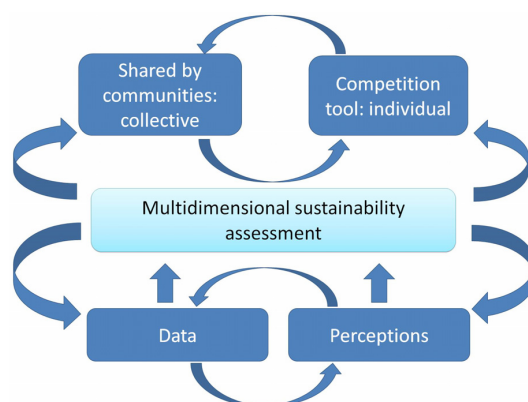 Shared by
communities:
collective
Competition
tool: individual
Multidimensional sustainability
assessment
Data
Perceptions